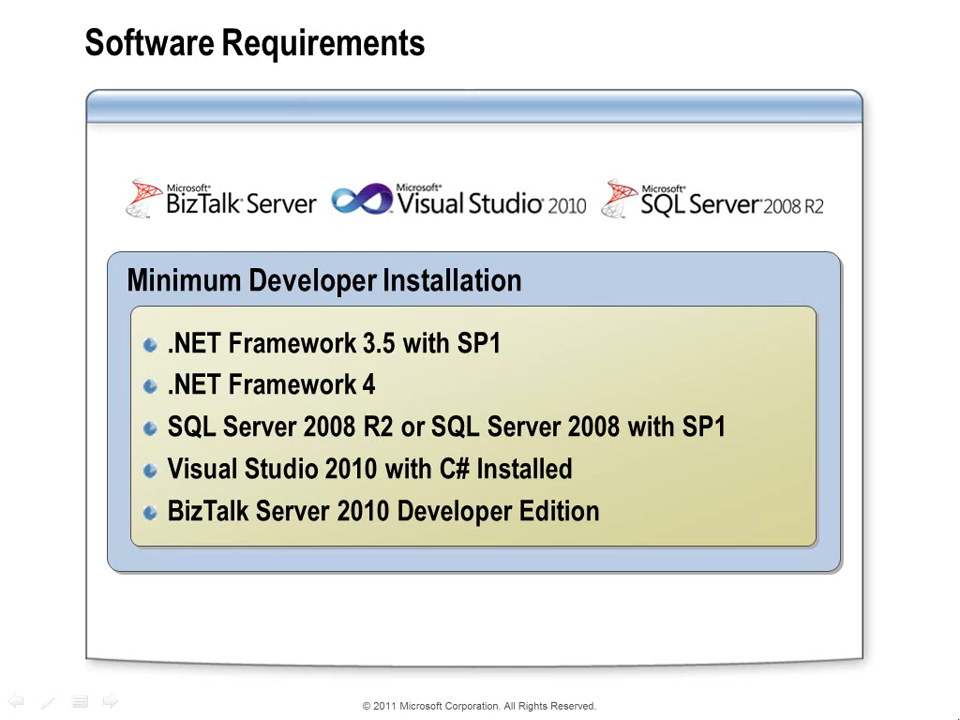 Software Requirements
Microsoft® BizTalk® Server
Microsoft® Visual Studio® 2010
Microsoft® SQL Server® 2008 R2
Minimum Developer Installation
.NET Framework 3.5 with SP1
.NET Framework 4
SQL Server 2008 R2 or SQL Server 2008 with SP1
Visual Studio 2010 with C# Installed
BizTalk Server 2010 Developer Edition
© 2011 Microsoft Corporation. All Rights Reserved.